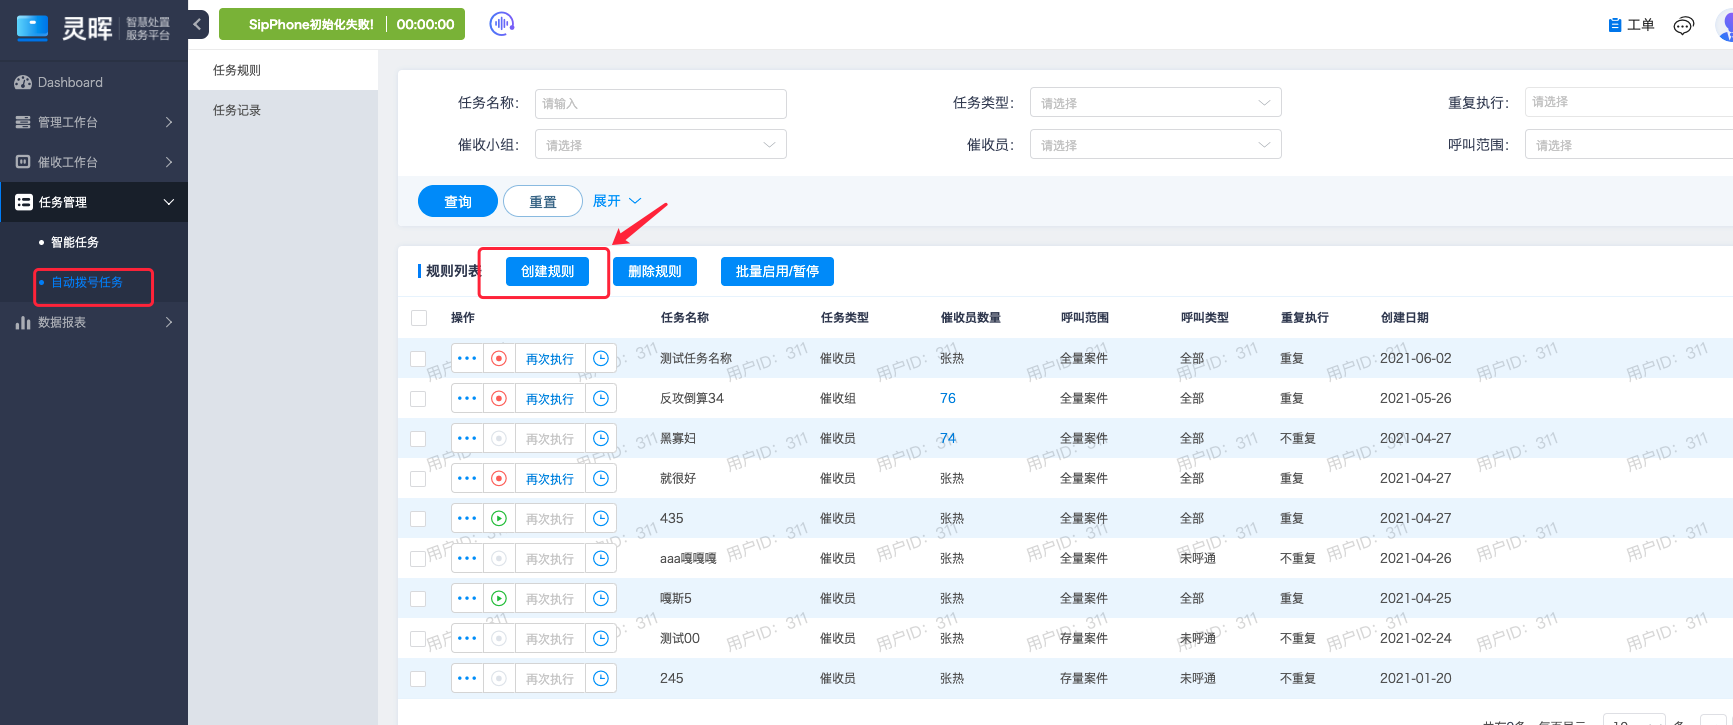 灵晖 智慧处置 服务平台
SipPhone初始化失败! 00:00:00
工单
Dashboard
管理工作台
催收工作台
任务管理
智能任务
自动拨号任务
数据报表
任务规则
任务记录
任务名称: 请输入 任务类型: 请选择 重复执行: 请选择
催收小组: 请选择 催收员: 请选择 呼叫范围: 请选择
查询 重置 展开
规则列表 创建规则 删除规则 批量启用/暂停
操作 任务名称 任务类型 催收员数量 呼叫范围 呼叫类型 重复执行 创建日期
再次执行 测试任务名称 催收员 张热 全量案件 全部 重复 2021-06-02
再次执行 反攻倒算34 催收组 76 全量案件 全部 重复 2021-05-26
再次执行 黑寡妇 催收员 74 全量案件 全部 不重复 2021-04-27
再次执行 就很好 催收员 张热 全量案件 全部 重复 2021-04-27
再次执行 435 催收员 张热 全量案件 全部 重复 2021-04-27
再次执行 aaa嘎嘎嘎 催收员 张热 全量案件 未呼通 不重复 2021-04-26
再次执行 嘎斯5 催收员 张热 全量案件 全部 重复 2021-04-25
再次执行 测试00 催收员 张热 存量案件 未呼通 不重复 2021-02-24
再次执行 245 催收员 张热 存量案件 未呼通 不重复 2021-01-20
用户ID: 311